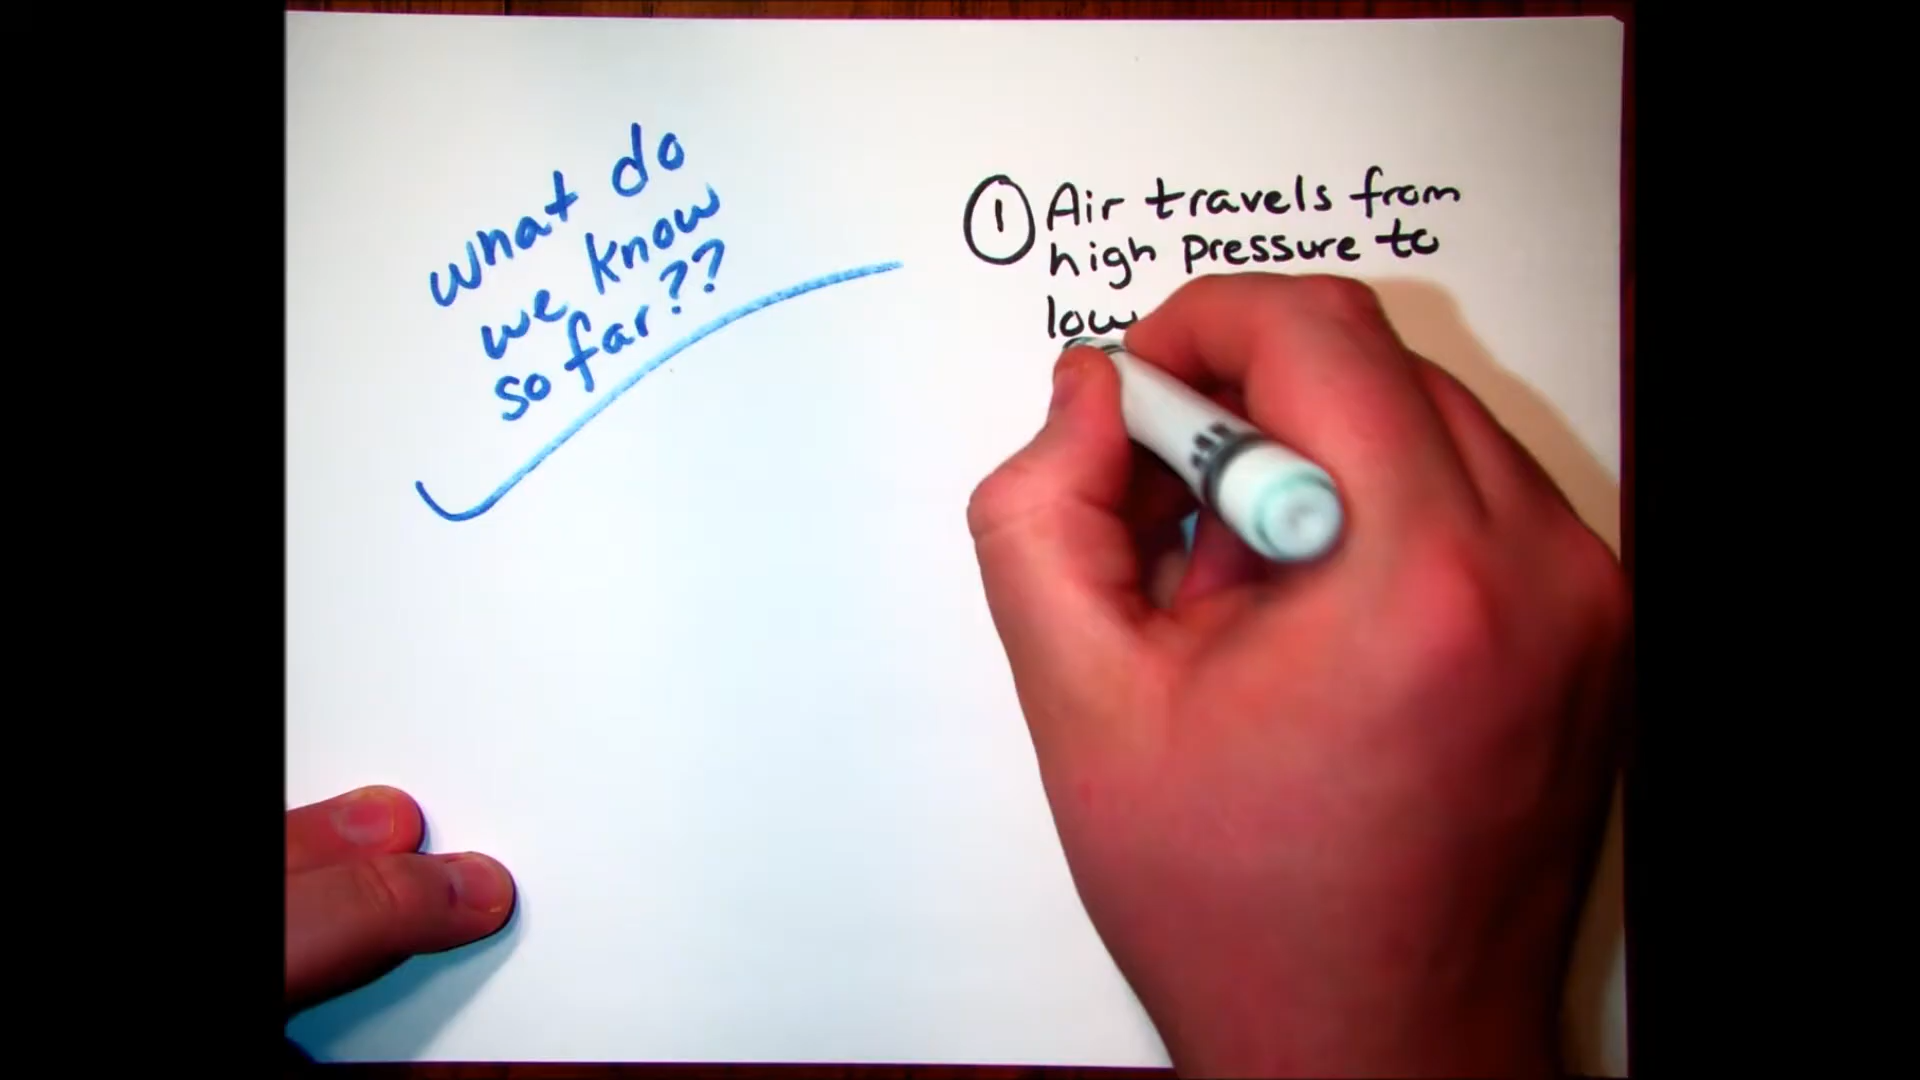 what do
we know
so far??
① Air travels from
high pressure to
low